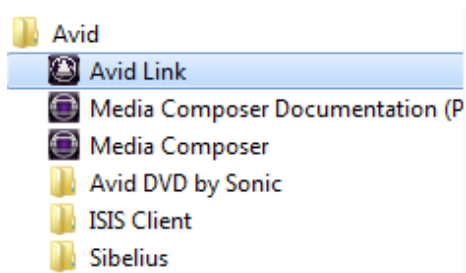 Avid
Avid Link
Media Composer Documentation (P
Media Composer
Avid DVD by Sonic
ISIS Client
Sibelius